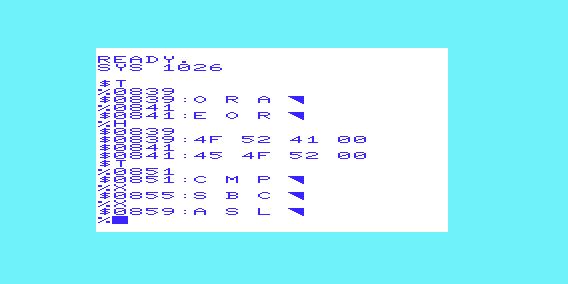 READY.
SYS 1026
$T
%0839
$0839:O R A ◥
%0841
$0841:E O R ◥
%H
$0839
$0839:4F 52 41 00
$0841
$0841:45 4F 52 00
$T
%0851
$0851:C M P ◥
%X
$0855:S B C ◥
%X
$0859:A S L ◥
%